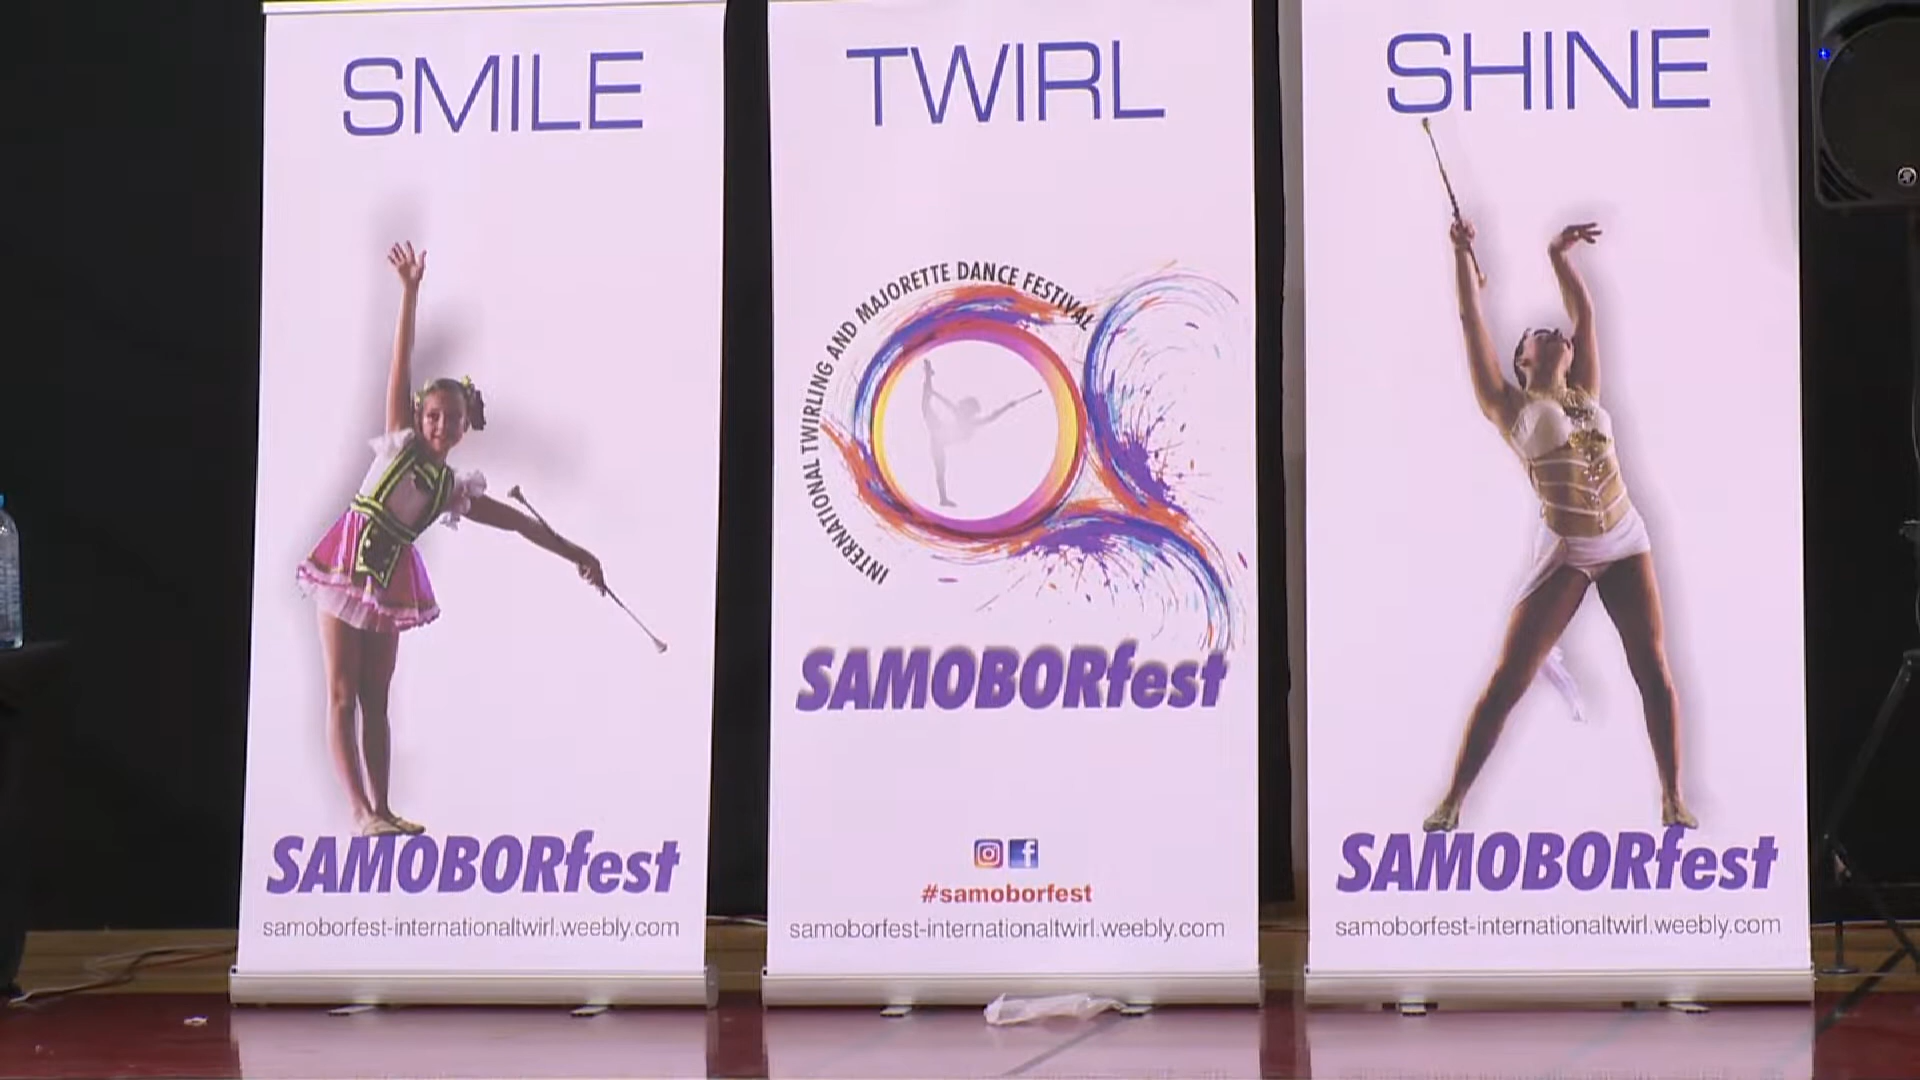 SMILE
SAMOBORfest
samoborfest-internationaltwirl.weebly.com
TWIRL
INTERNATIONAL TWIRLING AND MAJORETTE DANCE FESTIVAL
SAMOBORfest
#samoborfest
samoborfest-internationaltwirl.weebly.com
SHINE
SAMOBORfest
samoborfest-internationaltwirl.weebly.com